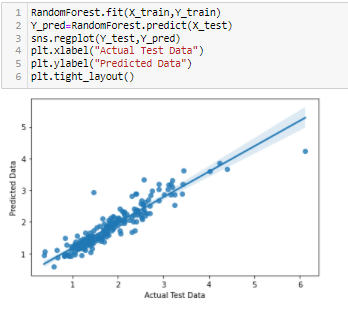 1 RandomForest.fit(X_train,Y_train)
2 Y_pred=RandomForest.predict(X_test)
3 sns.regplot(Y_test,Y_pred)
4 plt.xlabel("Actual Test Data")
5 plt.ylabel("Predicted Data")
6 plt.tight_layout()
5
4
3
2
1
Predicted Data
1 2 3 4 5 6
Actual Test Data